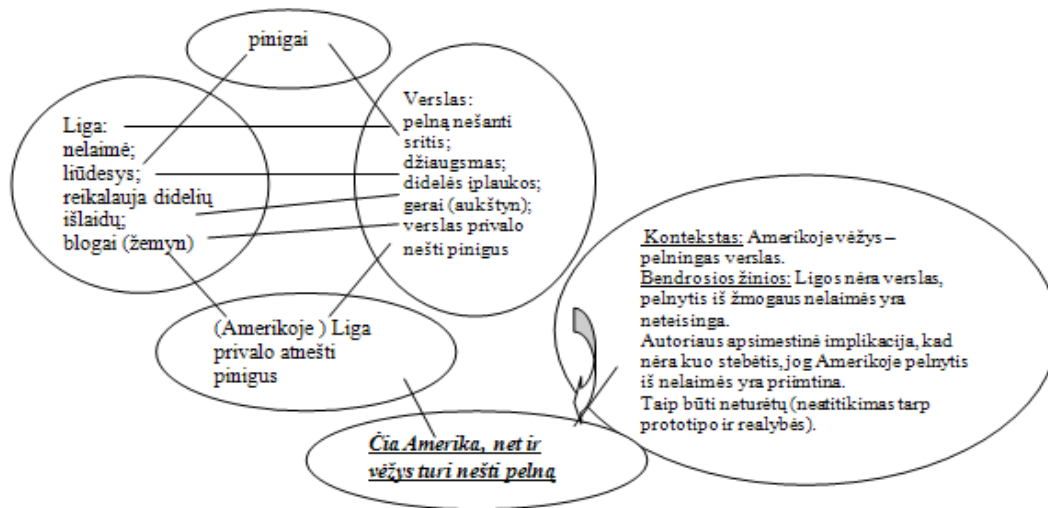 pinigai
Liga:
nelaimė;
liūdesys;
reikalauja didelių
išlaidų;
blogai (žemyn)
Verslas:
pelną nešanti
sritis;
džiaugsmas;
didelės įplaukos;
gerai (aukštyn);
verslas privalo
nešti pinigus
(Amerikoje ) Liga
privalo atnešti
pinigus
Kontekstas: Amerikoje vėžys –
pelningas verslas.
Bendrosios žinios: Ligos nėra verslas,
pelnytis iš žmogaus nelaimės yra
neteisinga.
Autoriaus apsimestinė implikacija, kad
nėra kuo stebėtis, jog Amerikoje pelnytis
iš nelaimės yra priimtina.
Taip būti neturėtų (neatitikimas tarp
prototipo ir realybės).
Čia Amerika, net ir
vėžys turi nešti pelną